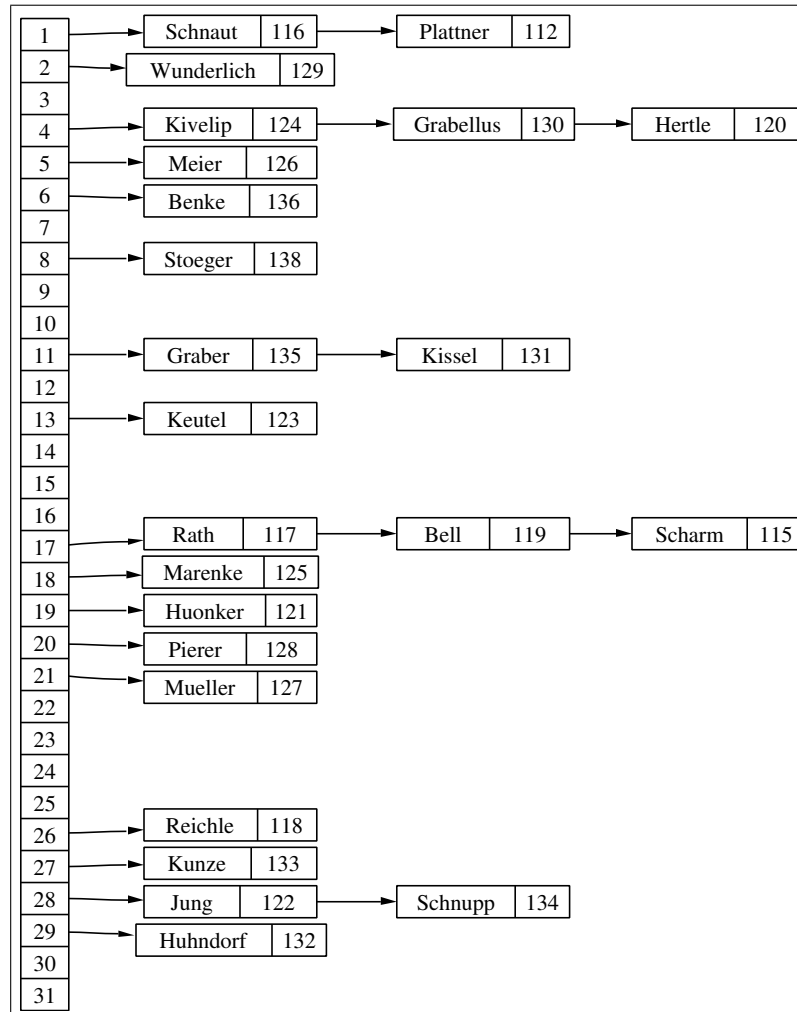 1 Schnaut 116 Plattner 112
2 Wunderlich 129
3
4 Kivelip 124 Grabellus 130 Hertle 120
5 Meier 126
6 Benke 136
7
8 Stoeger 138
9
10
11 Graber 135 Kissel 131
12
13 Keutel 123
14
15
16
17 Rath 117 Bell 119 Scharm 115
18 Marenke 125
19 Huonker 121
20 Pierer 128
21 Mueller 127
22
23
24
25
26 Reichle 118
27 Kunze 133
28 Jung 122 Schnupp 134
29 Huhndorf 132
30
31